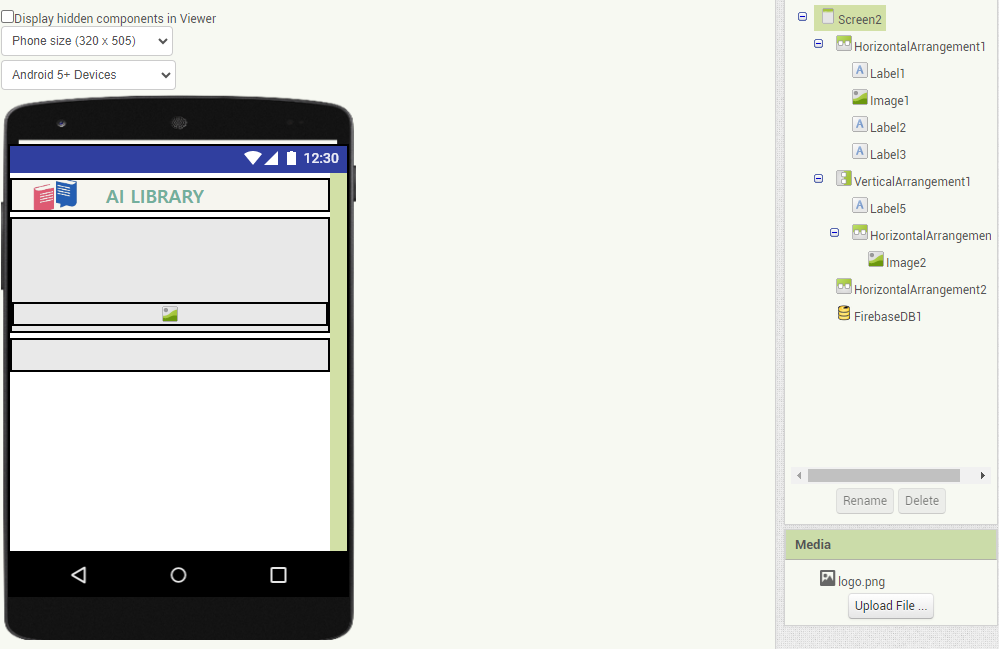 Display hidden components in Viewer
Phone size (320 x 505)
Android 5+ Devices
12:30
AI LIBRARY
Screen2
HorizontalArrangement1
A Label1
Image1
A Label2
A Label3
VerticalArrangement1
A Label5
HorizontalArrangemen
Image2
HorizontalArrangement2
FirebaseDB1
Rename
Delete
Media
logo.png
Upload File ...